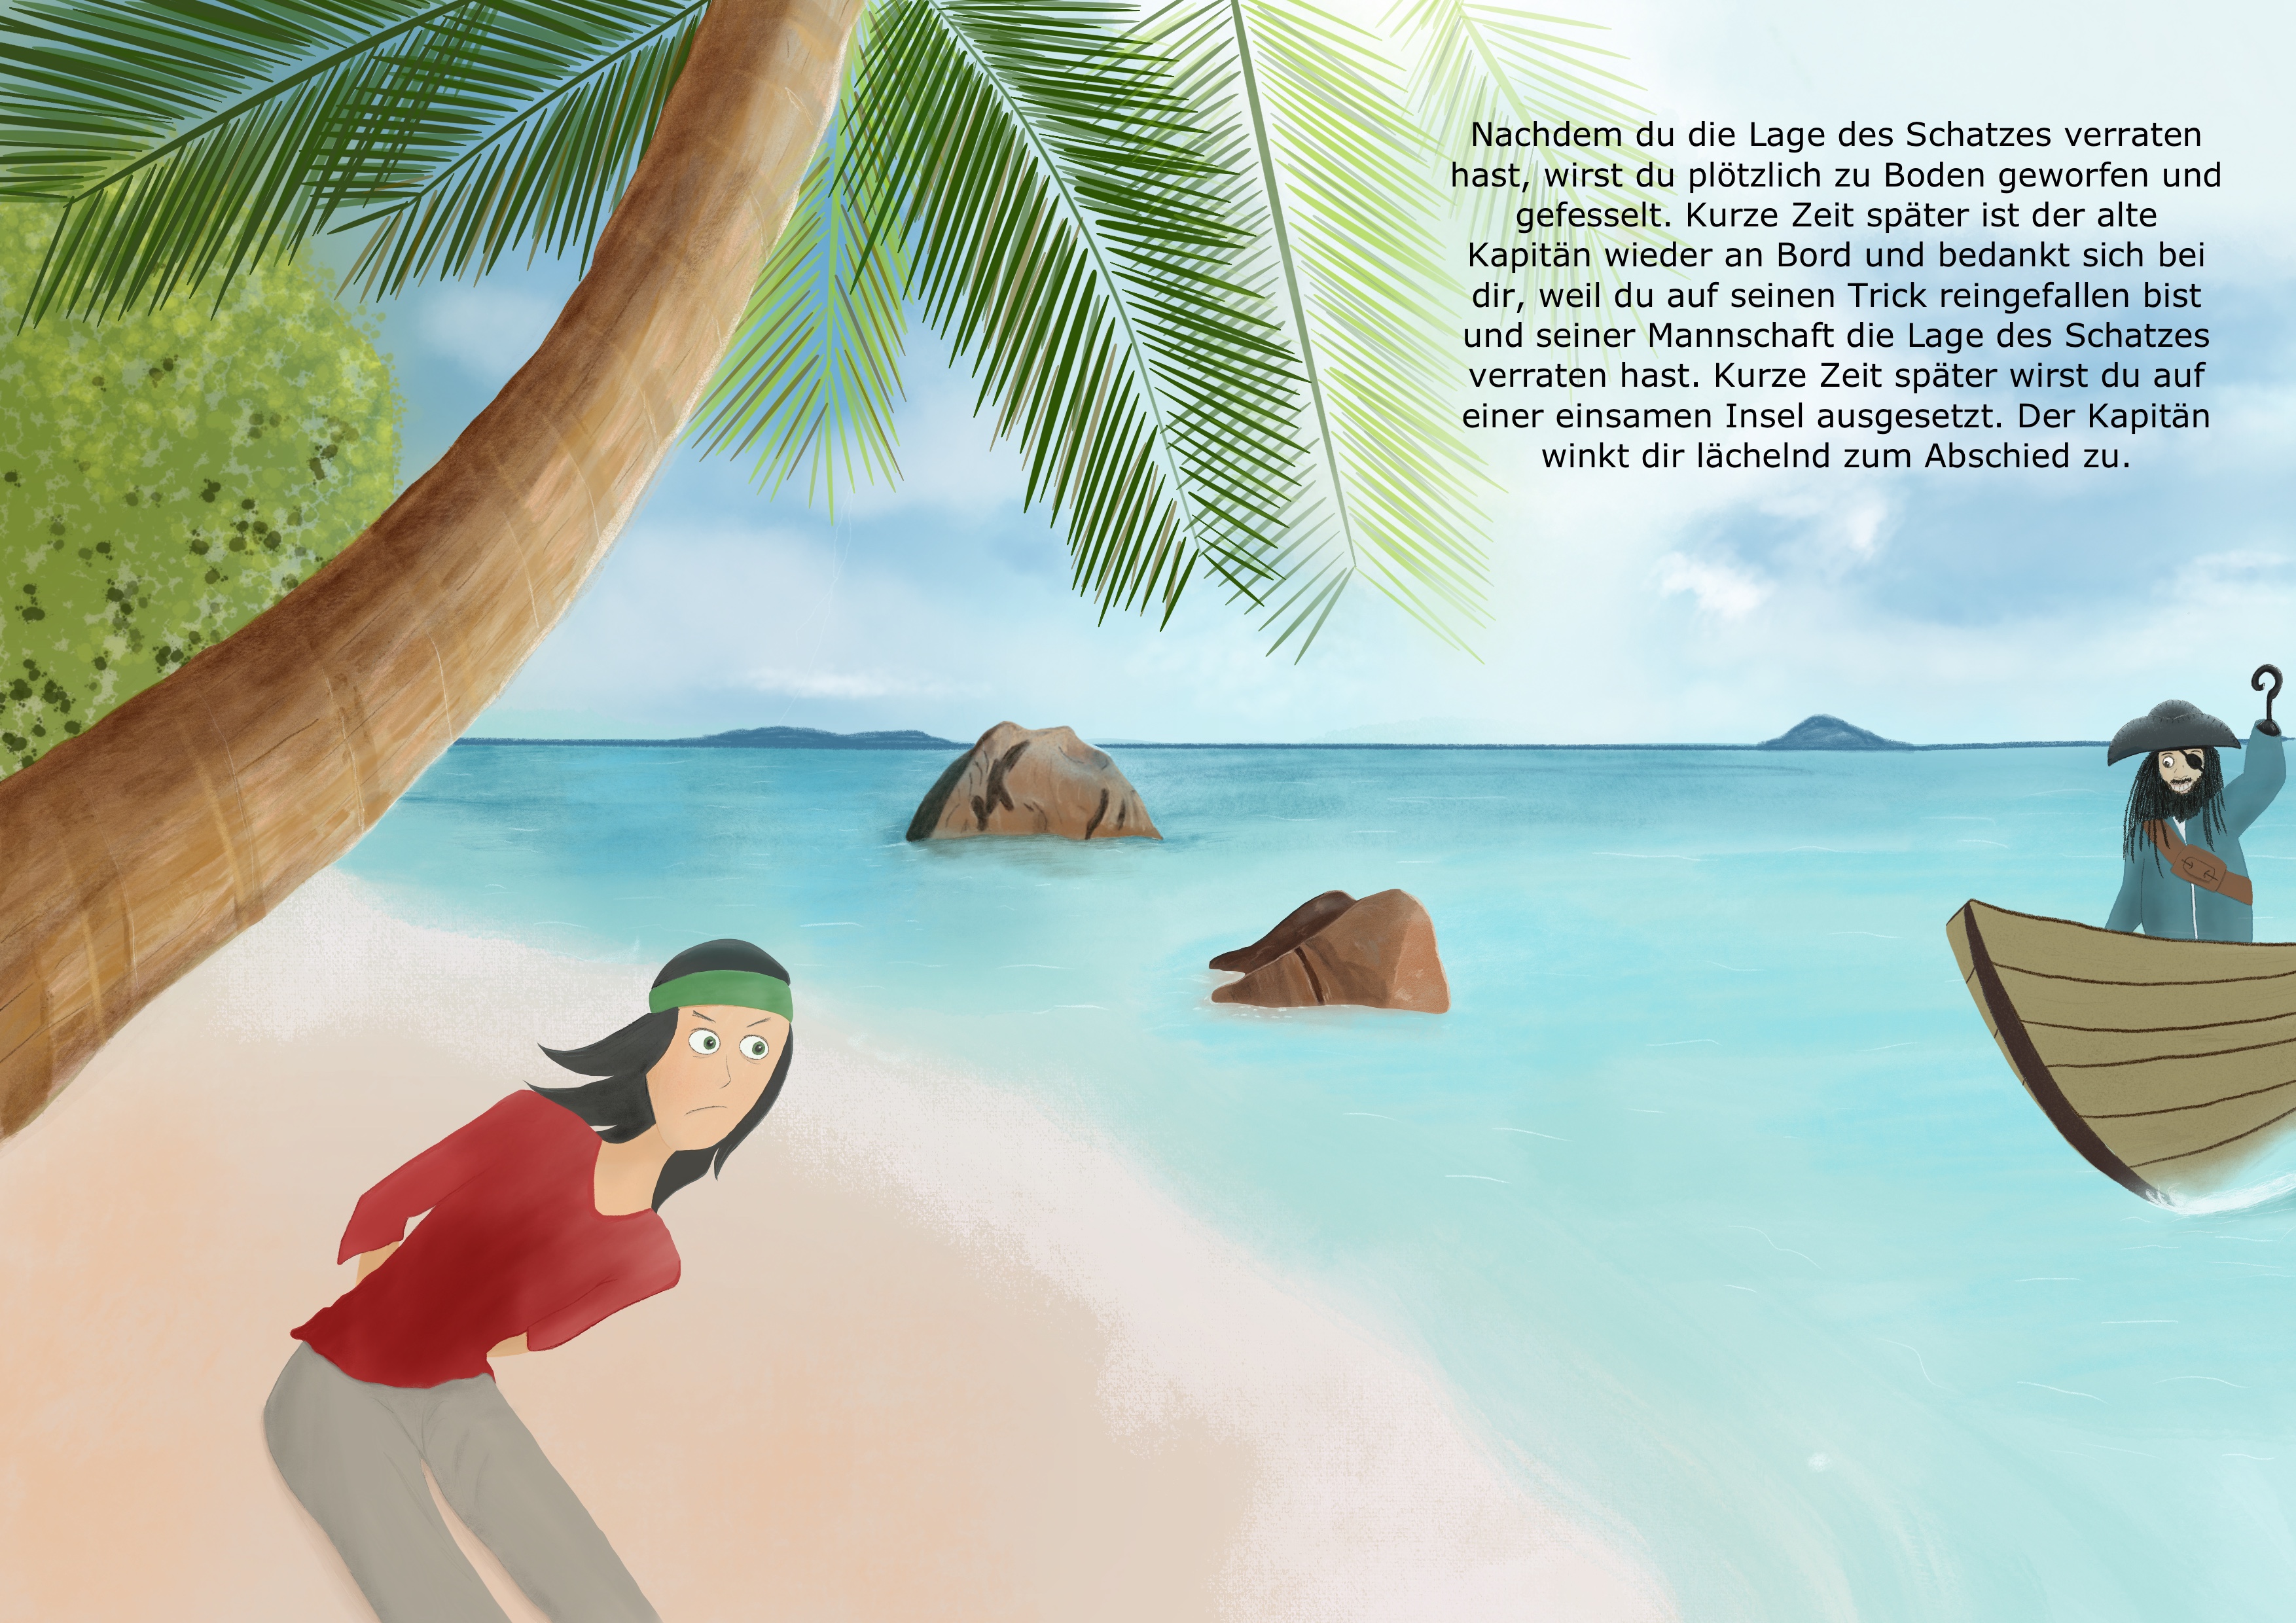 Nachdem du die Lage des Schatzes verraten
hast, wirst du plötzlich zu Boden geworfen und
gefesselt. Kurze Zeit später ist der alte
Kapitän wieder an Bord und bedankt sich bei
dir, weil du auf seinen Trick reingefallen bist
und seiner Mannschaft die Lage des Schatzes
verraten hast. Kurze Zeit später wirst du auf
einer einsamen Insel ausgesetzt. Der Kapitän
winkt dir lächelnd zum Abschied zu.